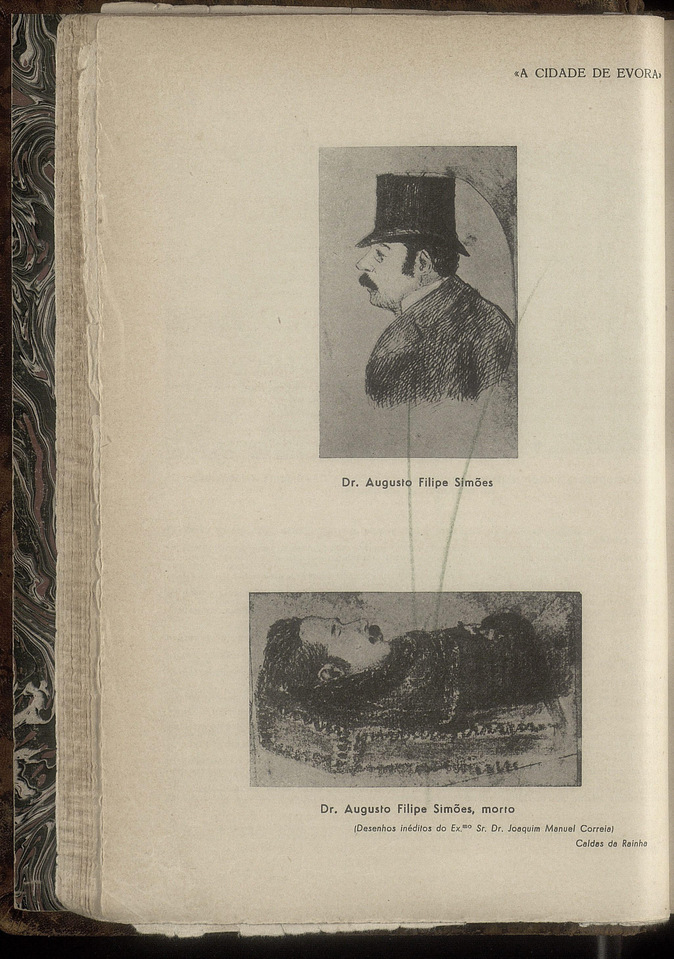 «A CIDADE DE EVORA»
Dr. Augusto Filipe Simões
Dr. Augusto Filipe Simões, morto
(Desenhos inéditos do Ex.ᵐᵒ Sr. Dr. Joaquim Manuel Correia)
Caldas da Rainha